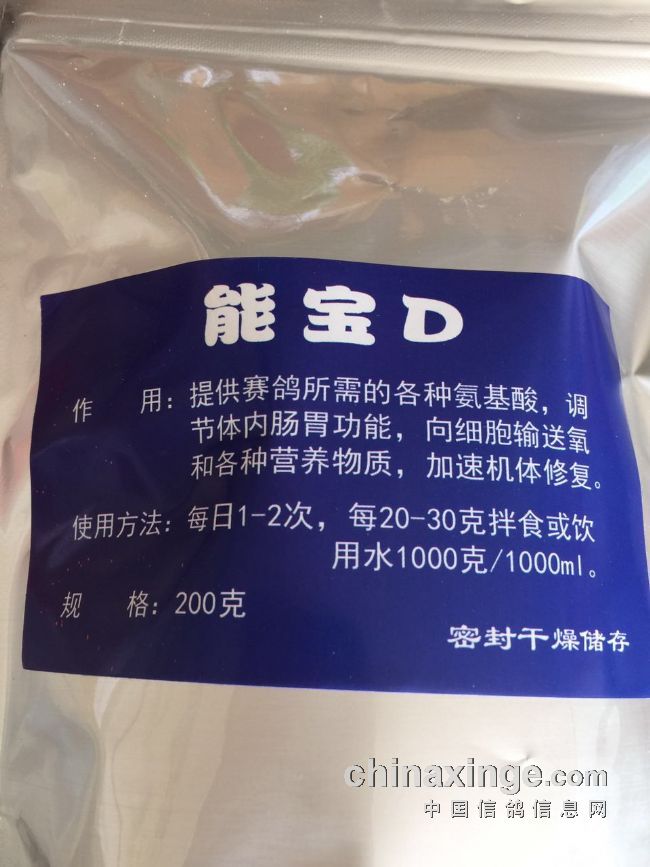 能宝D
作 用：提供赛鸽所需的各种氨基酸，调
节体内肠胃功能，向细胞输送氧
和各种营养物质，加速机体修复。
使用方法：每日1-2次，每20-30克拌食或饮
用水1000克/1000ml。
规 格：200克
密封干燥储存
chinaxinge.com
中国信鸽信息网